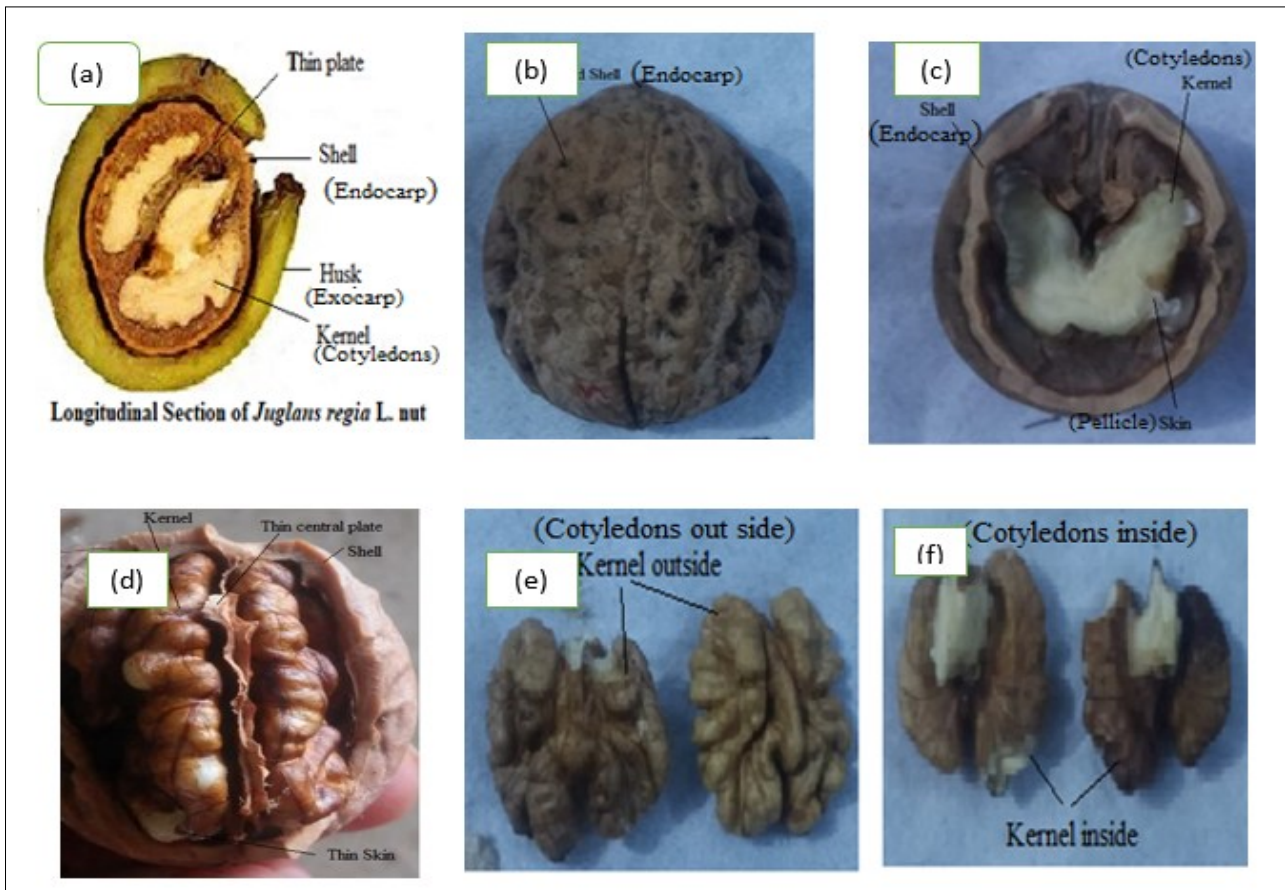 (a)
Thin plate
Shell
(Endocarp)
Husk
(Exocarp)
Kernel
(Cotyledons)
Longitudinal Section of Juglans regia L. nut
(b)
Shell (Endocarp)
(c)
(Cotyledons)
Kernel
Shell
(Endocarp)
(Pellicle) Skin
(d)
Kernel
Thin central plate
Shell
Thin Skin
(e)
(Cotyledons out side)
Kernel outside
(f)
(Cotyledons inside)
Kernel inside